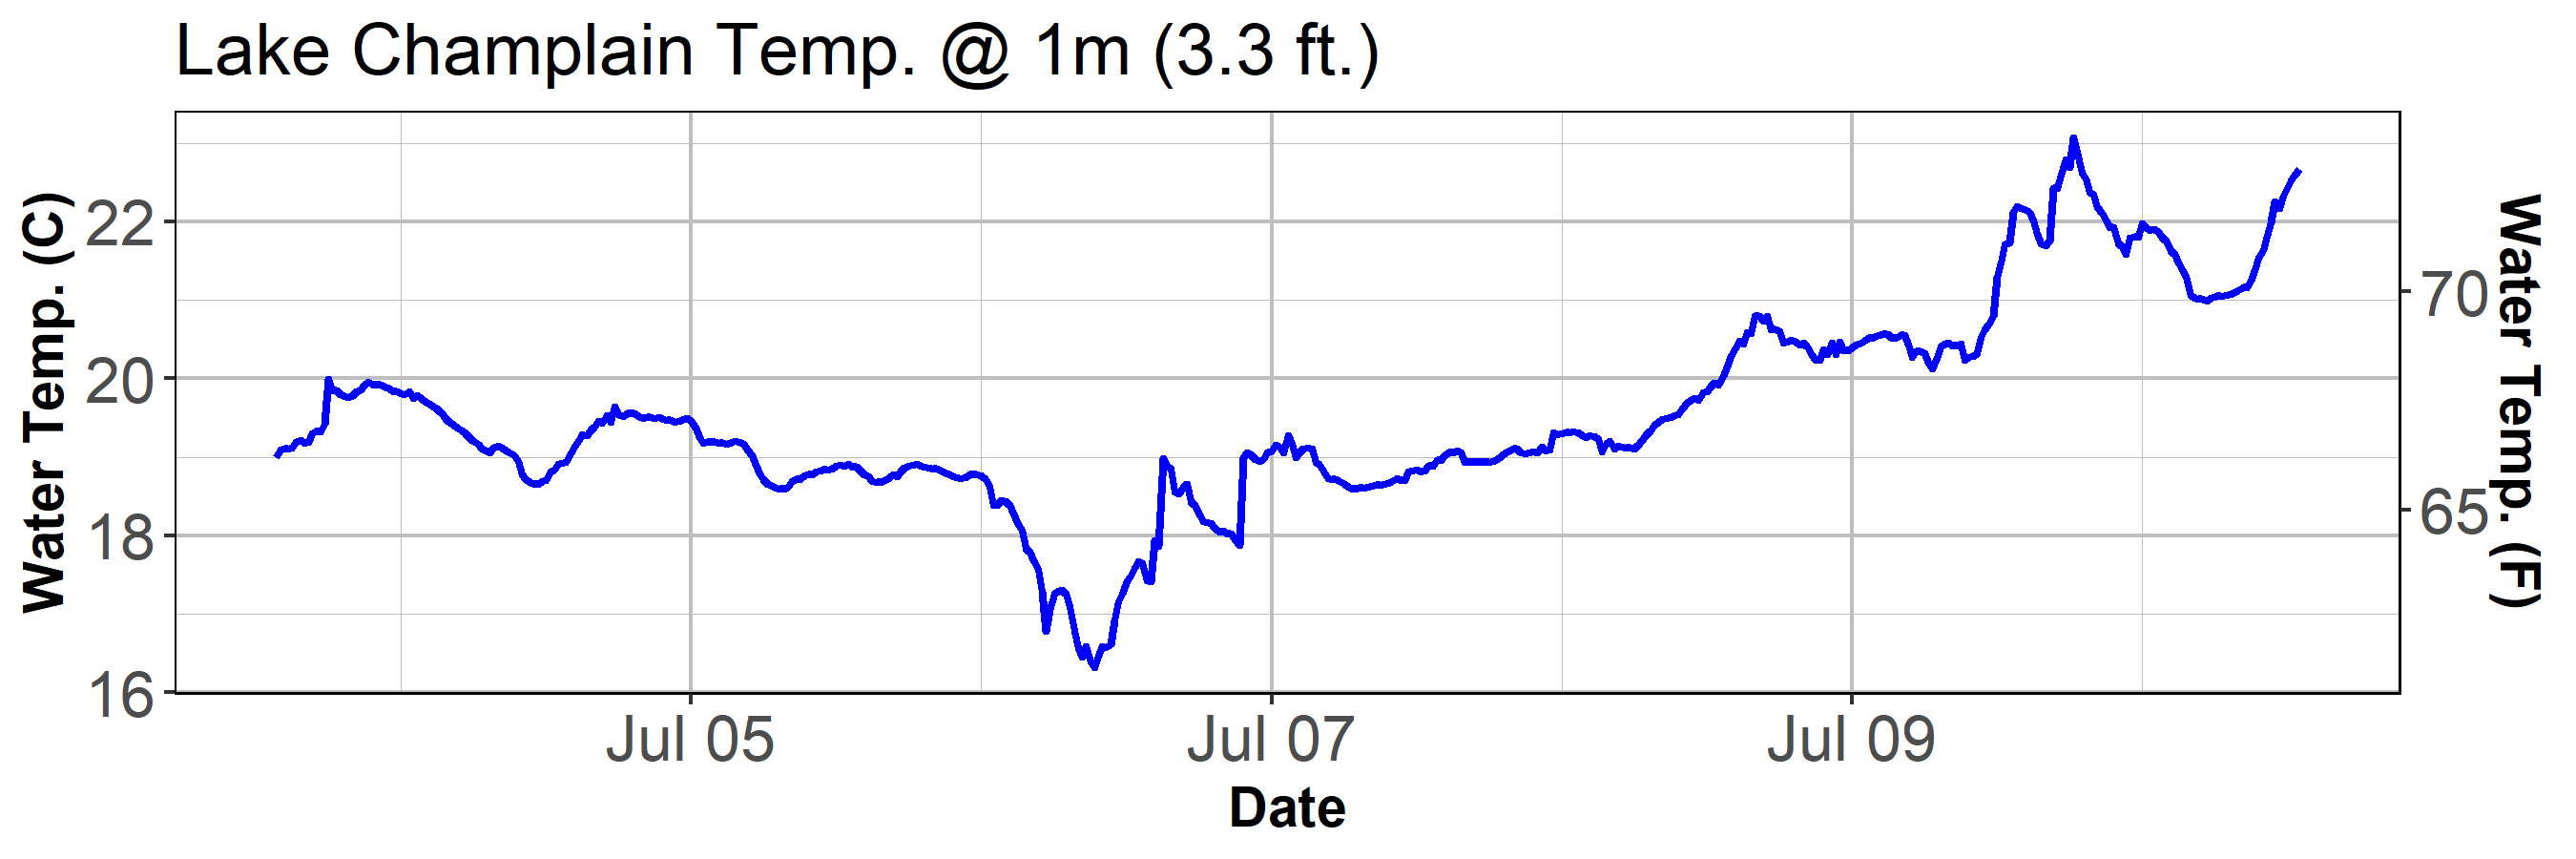 Lake Champlain Temp. @ 1m (3.3 ft.)
Water Temp. (C)
22
20
18
16
70
65
Water Temp. (F)
Jul 05
Jul 07
Jul 09
Date